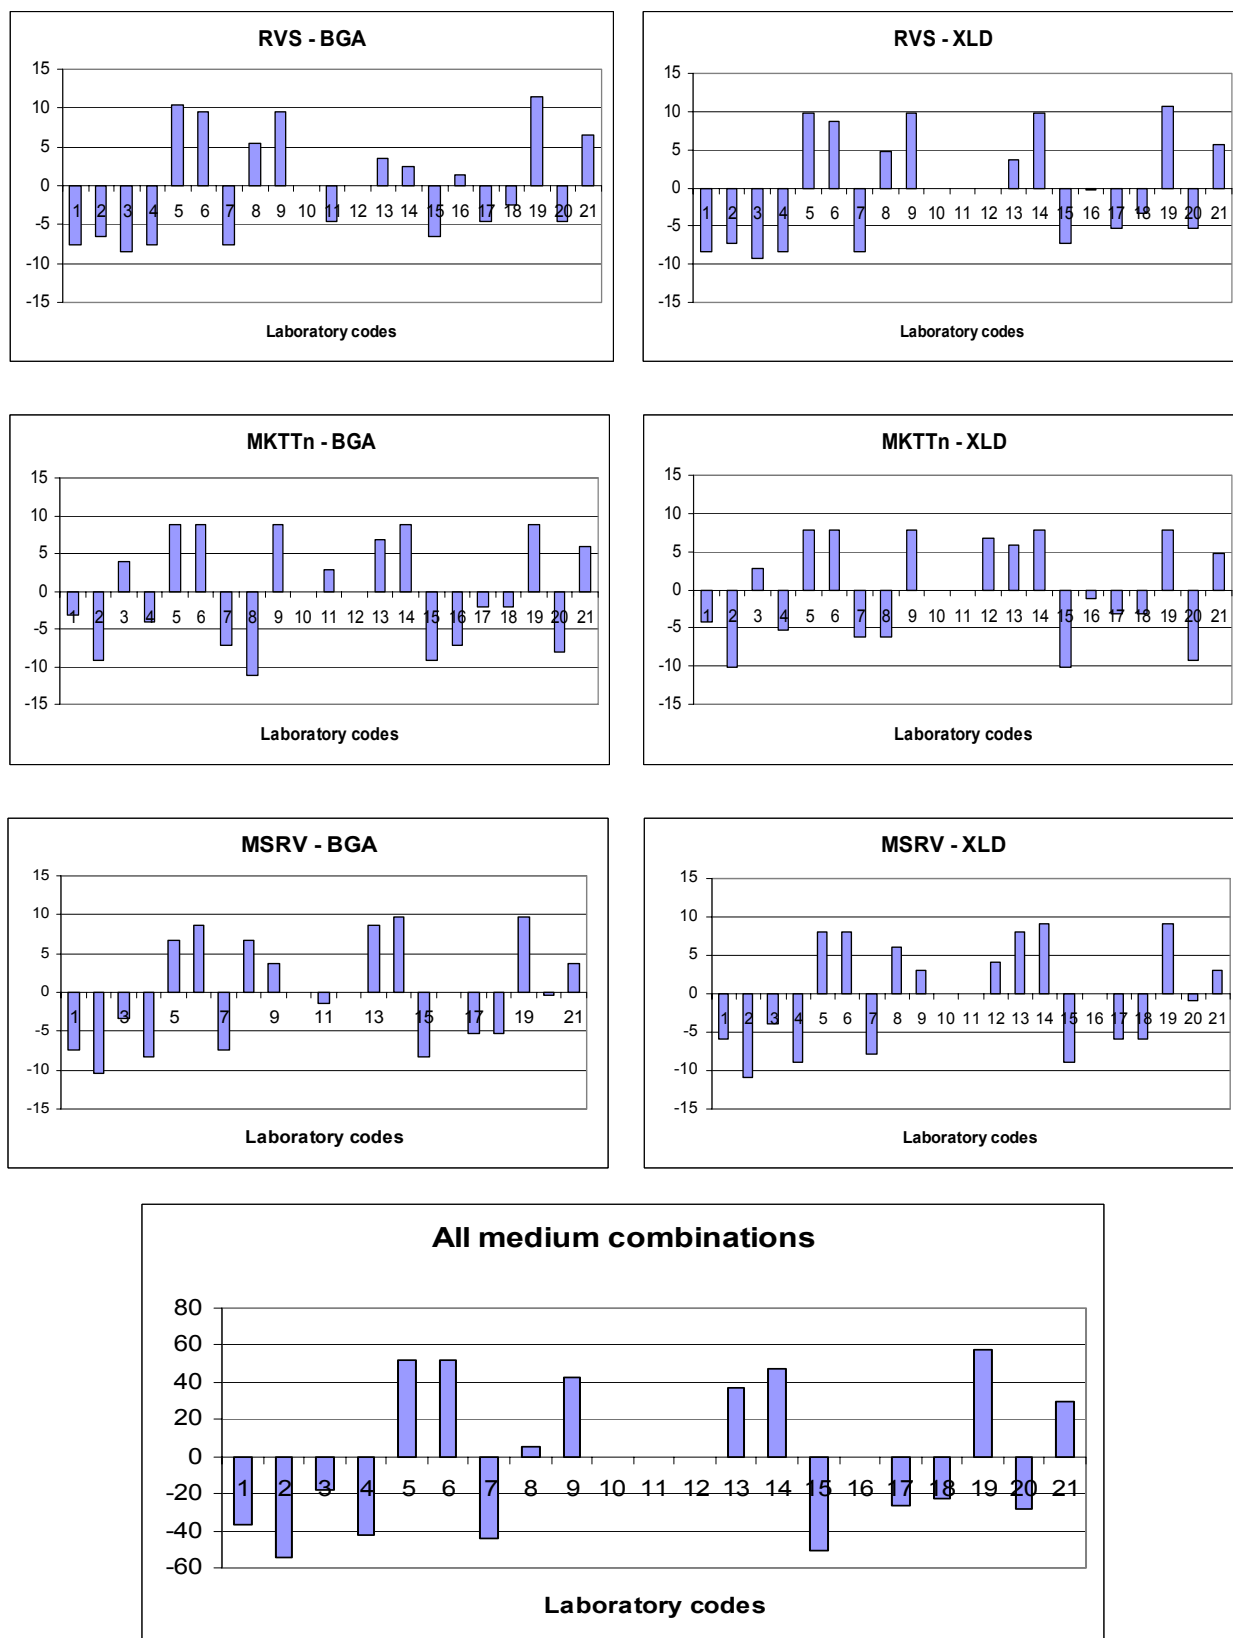 RVS - BGA
15
10
5
0
-5
-10
-15
1 2 3 4 5 6 7 8 9 10 11 12 13 14 15 16 17 18 19 20 21
Laboratory codes
RVS - XLD
15
10
5
0
-5
-10
-15
1 2 3 4 5 6 7 8 9 10 11 12 13 14 15 16 17 18 19 20 21
Laboratory codes
MKTTn - BGA
15
10
5
0
-5
-10
-15
1 2 3 4 5 6 7 8 9 10 11 12 13 14 15 16 17 18 19 20 21
Laboratory codes
MKTTn - XLD
15
10
5
0
-5
-10
-15
1 2 3 4 5 6 7 8 9 10 11 12 13 14 15 16 17 18 19 20 21
Laboratory codes
MSRV - BGA
15
10
5
0
-5
-10
-15
1 3 5 7 9 11 13 15 17 19 21
Laboratory codes
MSRV - XLD
15
10
5
0
-5
-10
-15
1 2 3 4 5 6 7 8 9 10 11 12 13 14 15 16 17 18 19 20 21
Laboratory codes
All medium combinations
80
60
40
20
0
-20
-40
-60
1 2 3 4 5 6 7 8 9 10 11 12 13 14 15 16 17 18 19 20 21
Laboratory codes